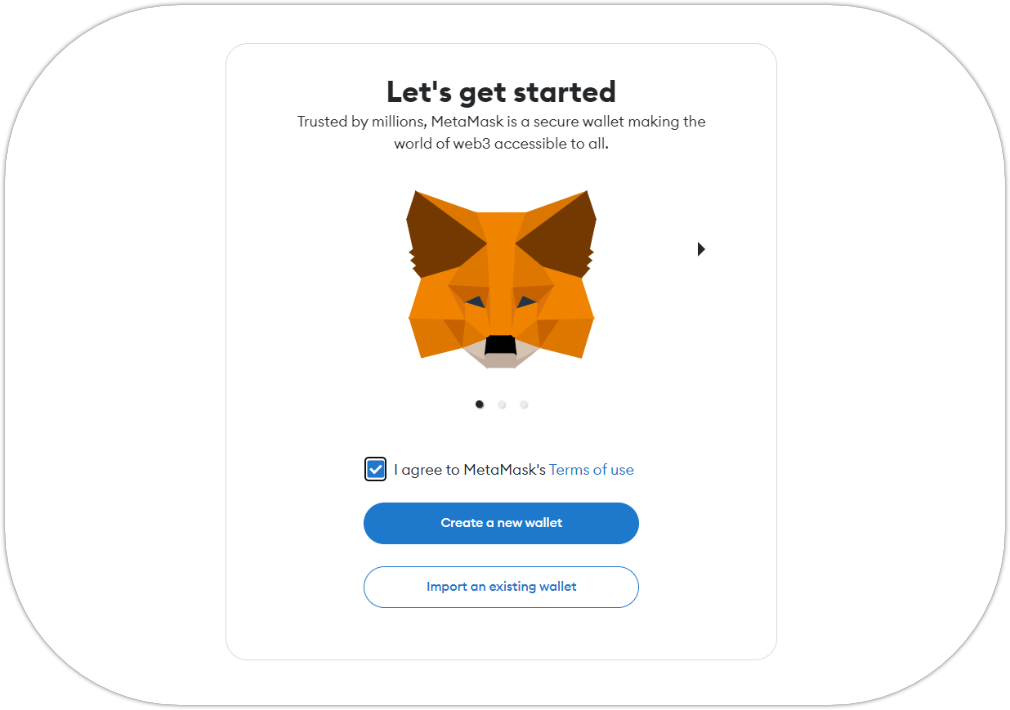 Let's get started
Trusted by millions, MetaMask is a secure wallet making the
world of web3 accessible to all.
I agree to MetaMask's Terms of use
Create a new wallet
Import an existing wallet